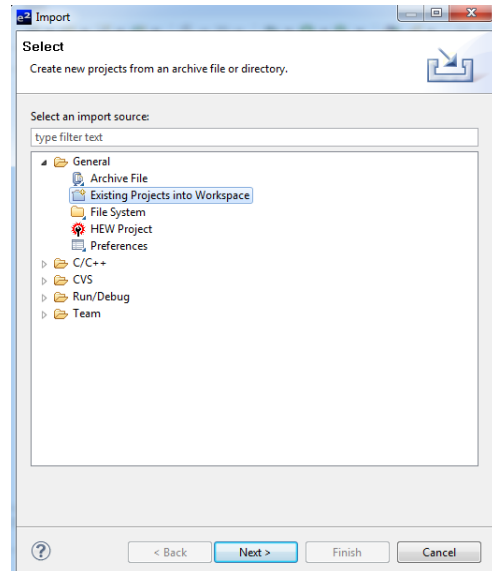 e² Import
Select
Create new projects from an archive file or directory.
Select an import source:
type filter text
General
Archive File
Existing Projects into Workspace
File System
HEW Project
Preferences
C/C++
CVS
Run/Debug
Team
? < Back Next > Finish Cancel